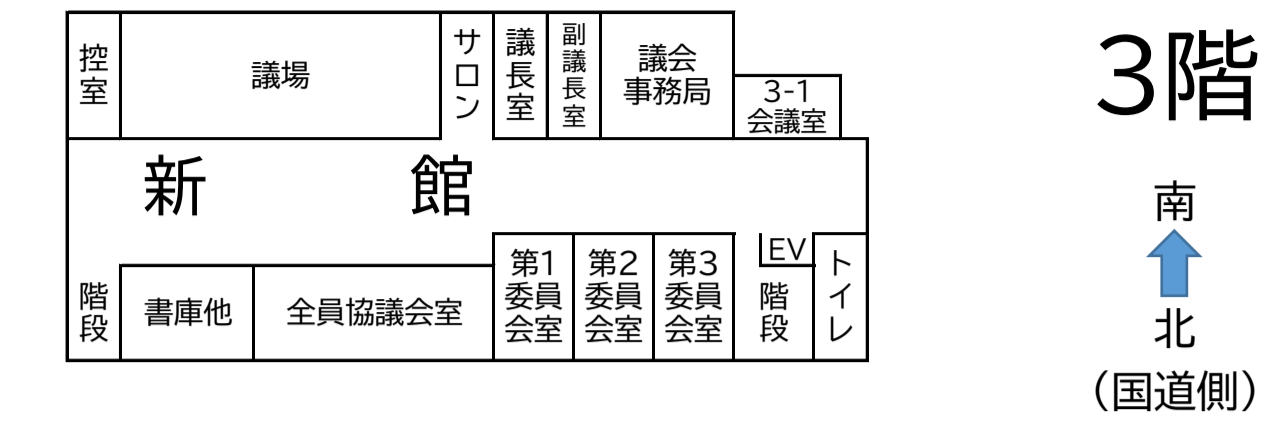 控室
議場
サロン
議長室
副議長室
議会
事務局
3-1
会議室
3階
新館
南
北
(国道側)
階段
書庫他
全員協議会室
第1
委員
会室
第2
委員
会室
第3
委員
会室
EV
階段
トイレ